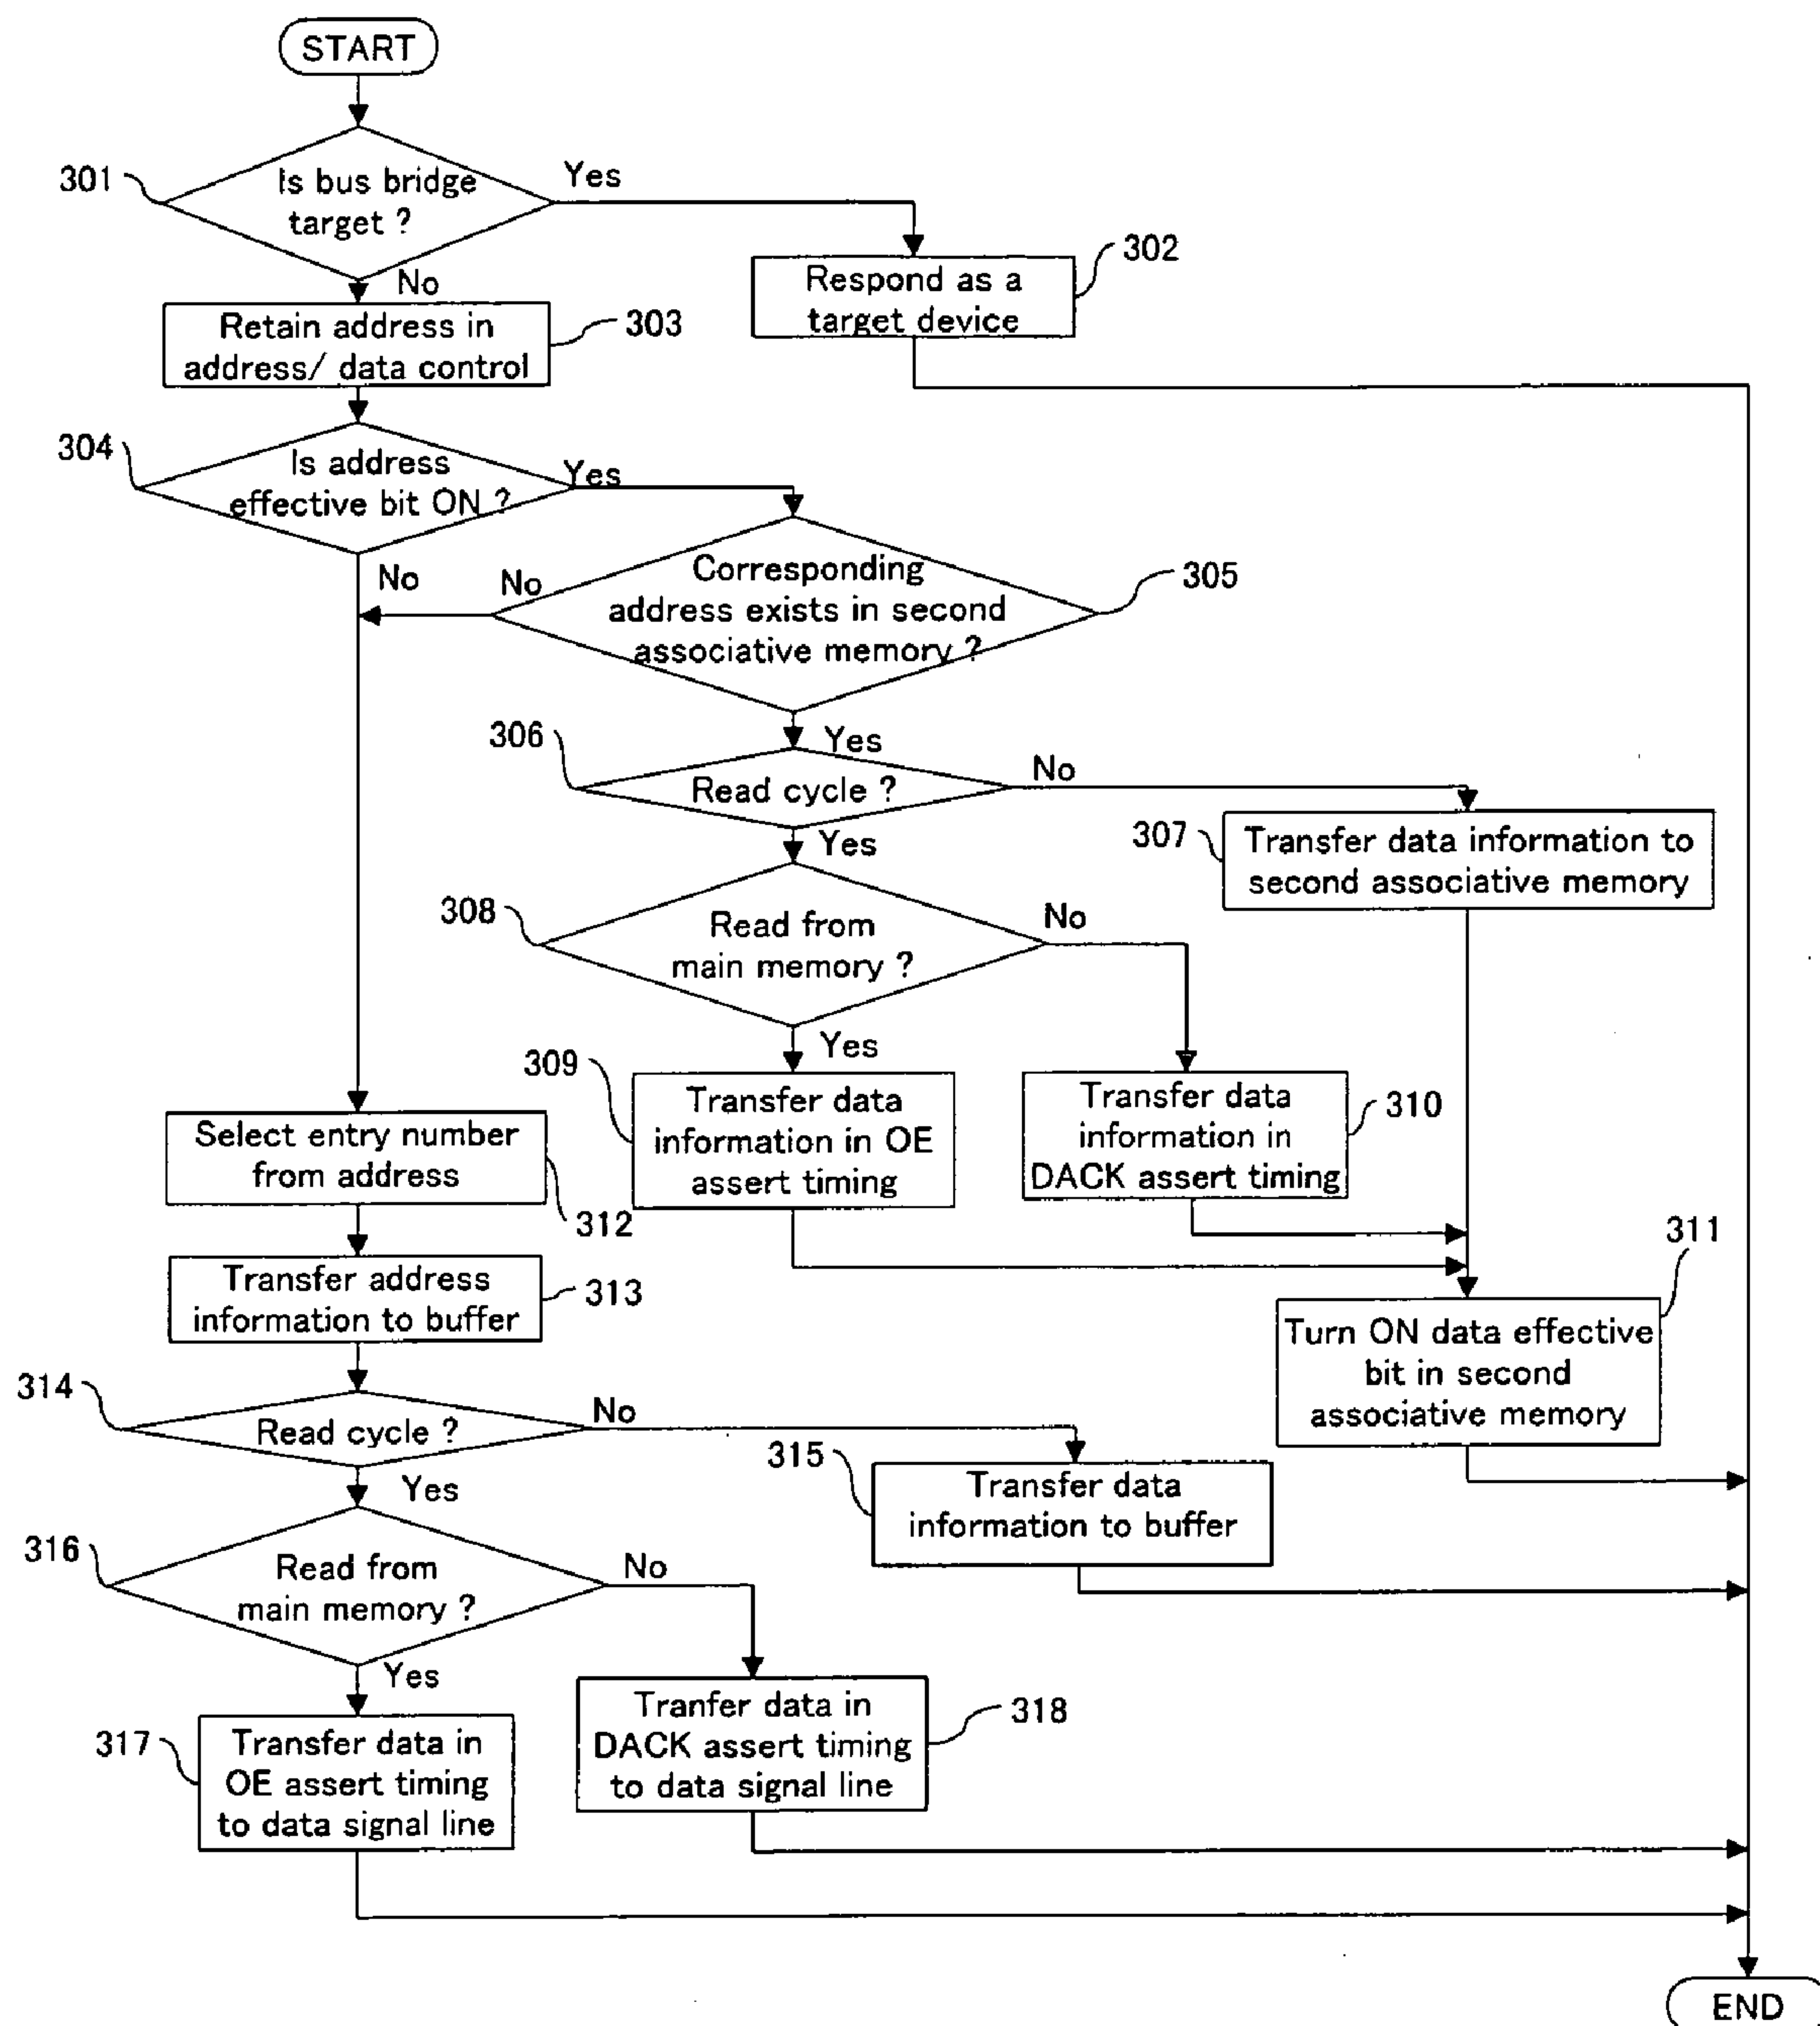 START
301
Is bus bridge
target ?
Yes
No
302
Respond as a
target device
Retain address in
address/ data control
303
304
Is address
effective bit ON ?
Yes
No
No
Corresponding
address exists in second
associative memory ?
305
Yes
306
Read cycle ?
No
Yes
307
Transfer data information to
second associative memory
308
Read from
main memory ?
No
Yes
309
Transfer data
information in OE
assert timing
Transfer data
information in
DACK assert timing
310
Select entry number
from address
312
311
Transfer address
information to buffer
313
Turn ON data effective
bit in second
associative memory
314
Read cycle ?
No
Yes
315
Transfer data
information to buffer
316
Read from
main memory ?
No
Yes
317
Transfer data in
OE assert timing
to data signal line
Tranfer data in
DACK assert timing
to data signal line
318
END